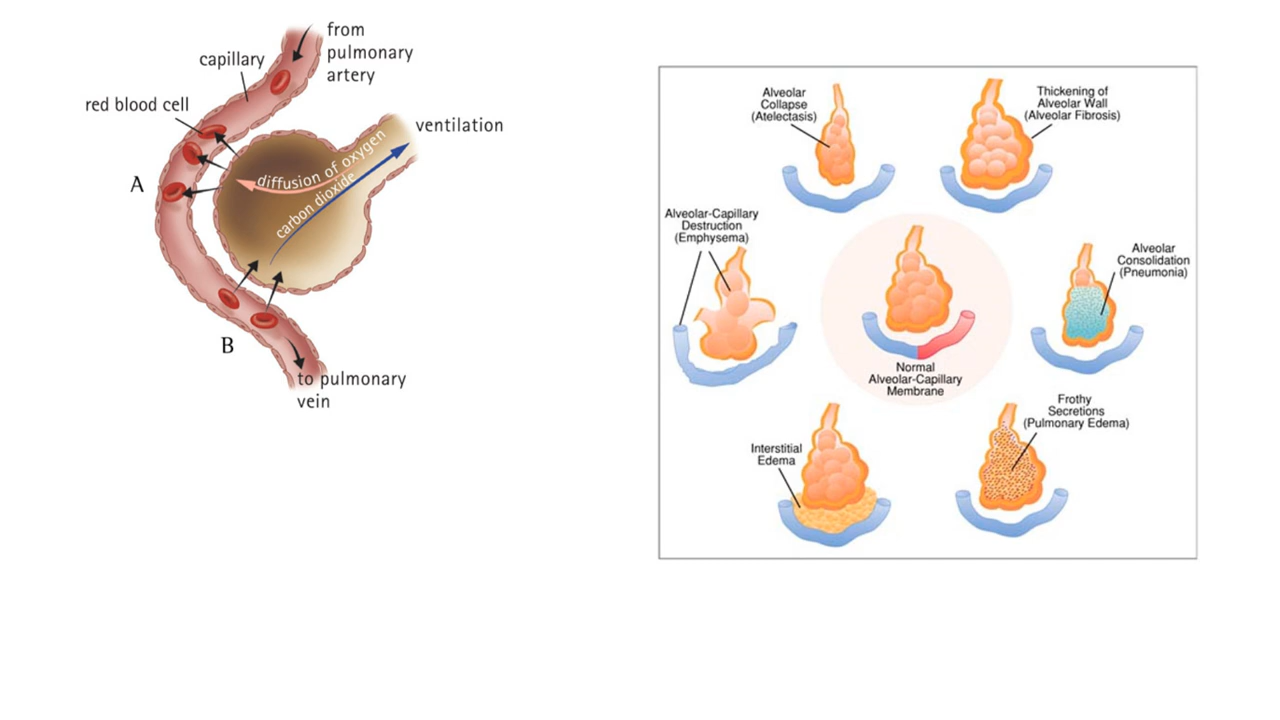 from
pulmonary
artery
capillary
red blood cell
ventilation
diffusion of oxygen
carbon dioxide
A
B
to pulmonary
vein
Alveolar
Collapse
(Atelectasis)
Thickening of
Alveolar Wall
(Alveolar Fibrosis)
Alveolar-Capillary
Destruction
(Emphysema)
Alveolar
Consolidation
(Pneumonia)
Normal
Alveolar-Capillary
Membrane
Interstitial
Edema
Frothy
Secretions
(Pulmonary Edema)